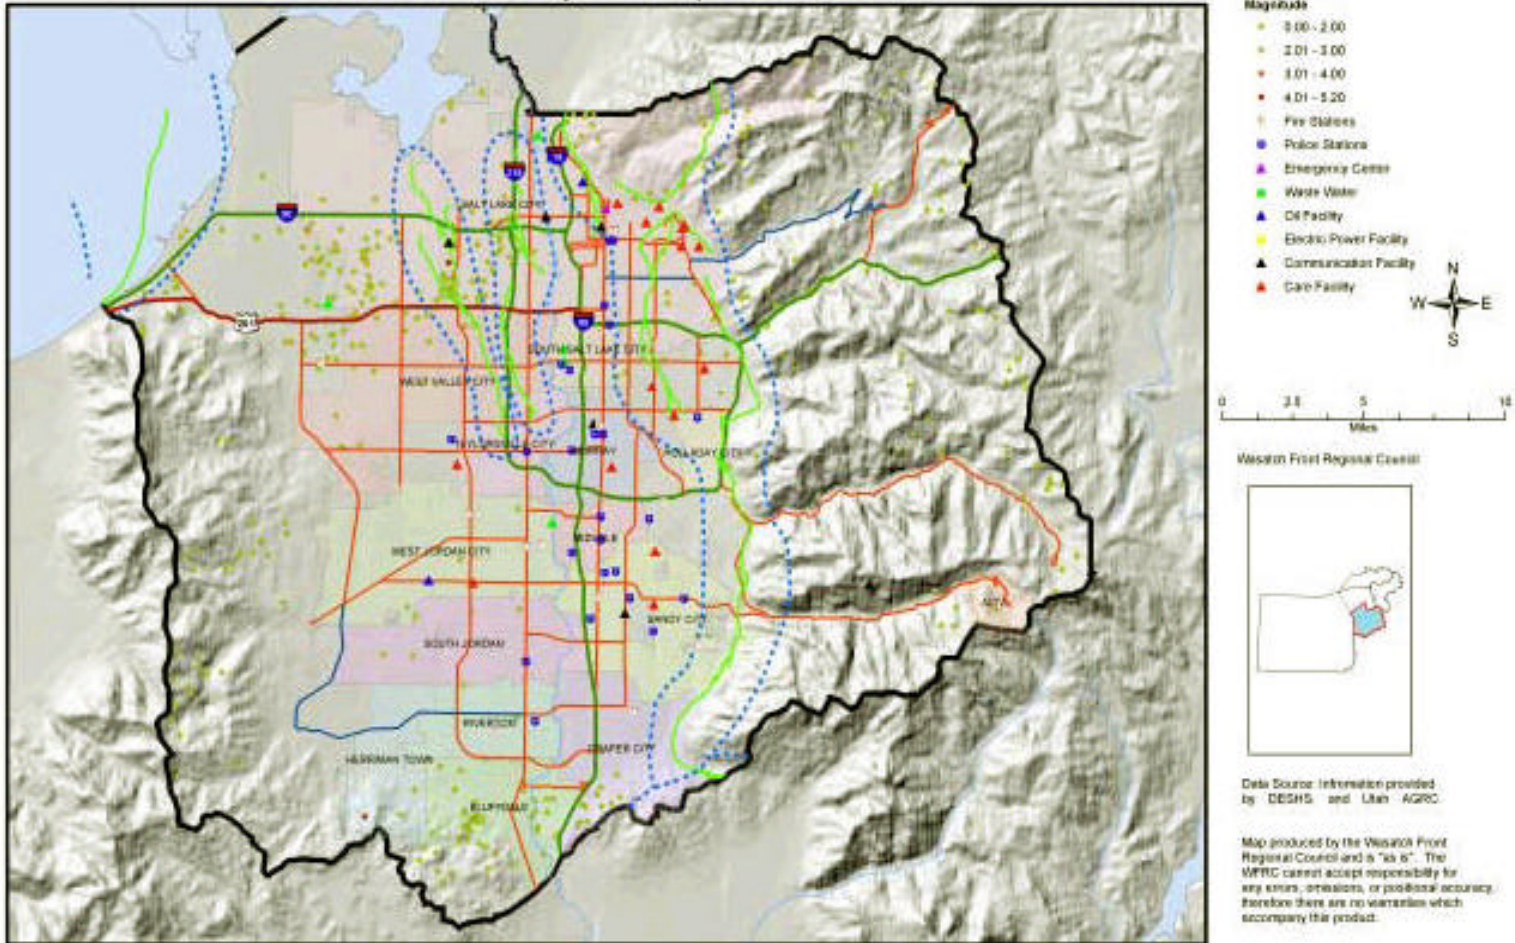 Magnitude
0.00 - 2.00
2.01 - 3.00
3.01 - 4.00
4.01 - 5.20
Fire Stations
Police Stations
Emergency Center
Waste Water
Oil Facility
Electric Power Facility
Communication Facility
Care Facility
N
W E
S
0 5 10
Miles
Wasatch Front Regional Council
Data Source: Information provided
by DESHS and Utah AGRC.
Map produced by the Wasatch Front
Regional Council and is "as is". The
WFRC cannot accept responsibility for
any errors, omissions, or positional accuracy,
therefore there are no warranties which
accompany this product.
SALT LAKE CITY
SOUTH SALT LAKE CITY
WEST VALLEY CITY
TAYLORSVILLE CITY
MURRAY
HOLLADAY CITY
MIDVALE
WEST JORDAN CITY
ALTA
SANDY CITY
SOUTH JORDAN
RIVERTON
DRAPER CITY
HERRIMAN TOWN
BLUFFDALE